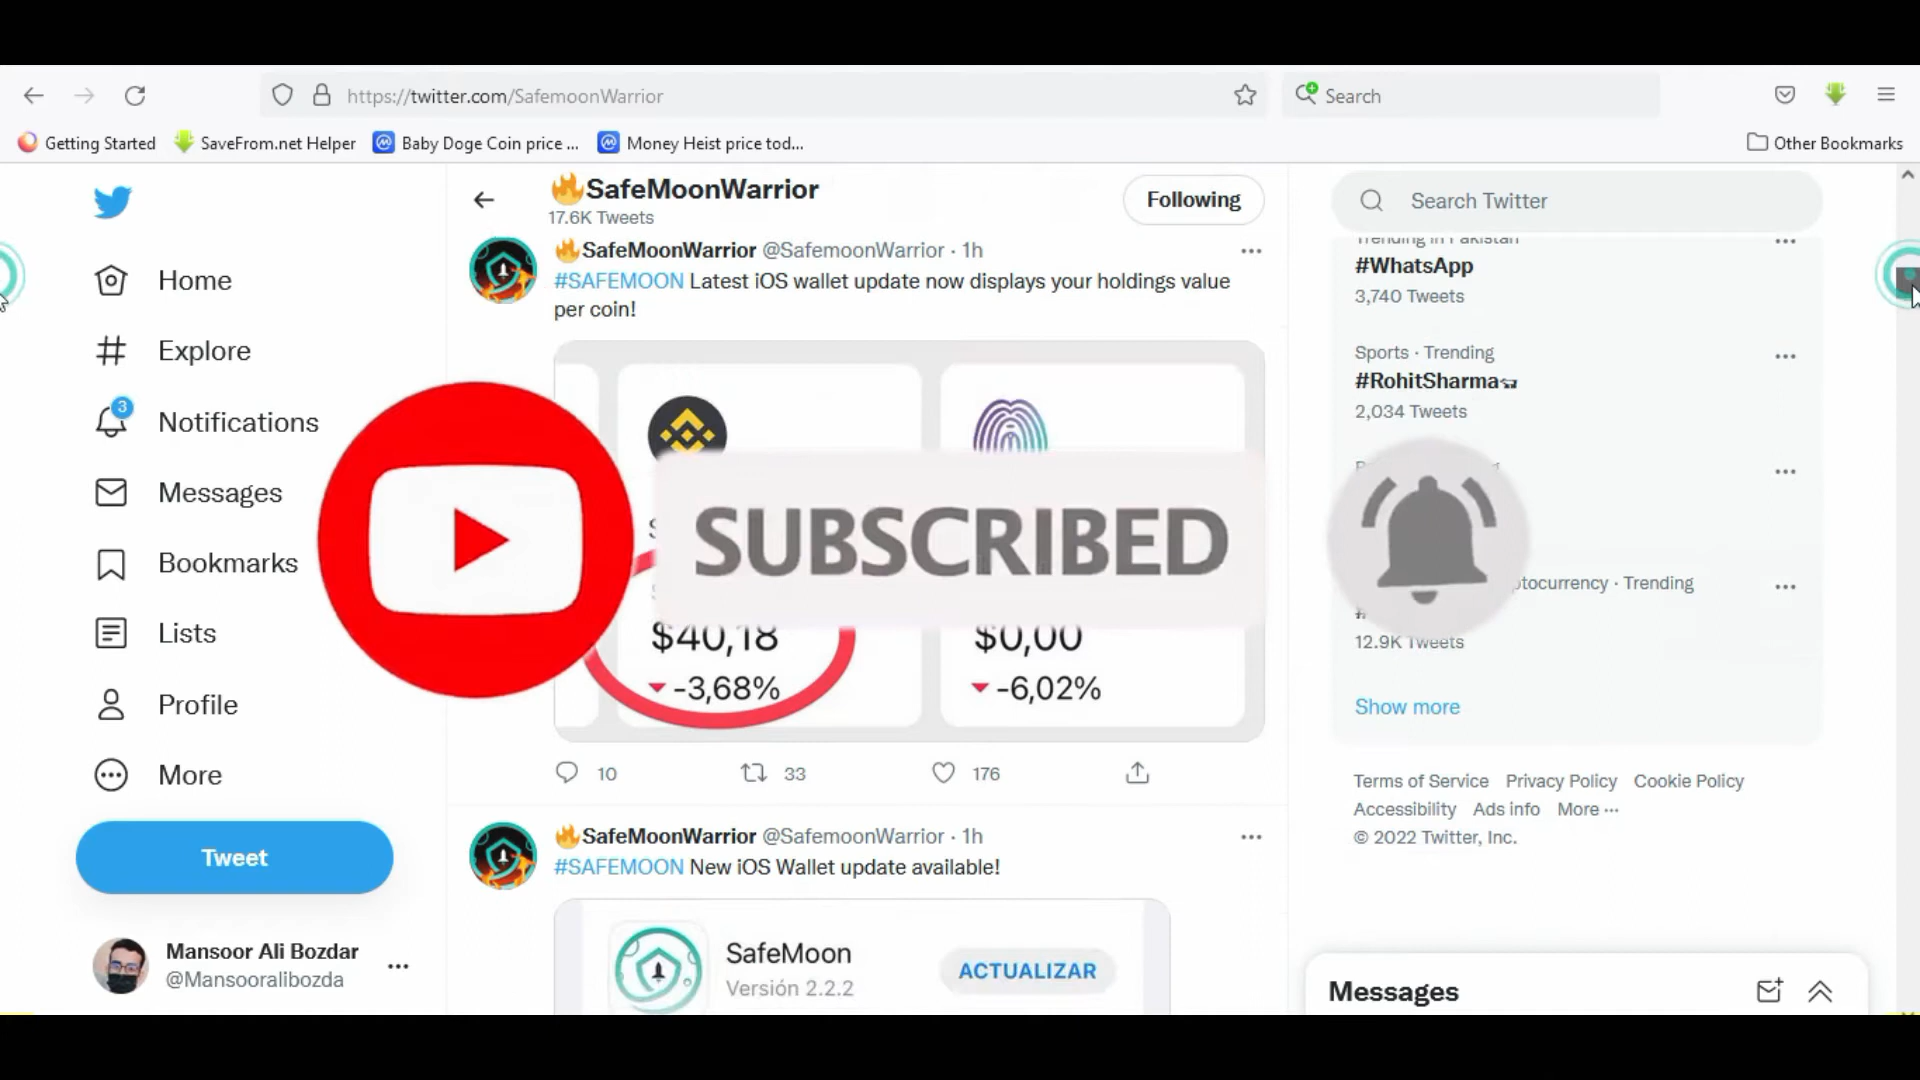 https://twitter.com/SafemoonWarrior
Search
Getting Started
SaveFrom.net Helper
Baby Doge Coin price ...
Money Heist price tod...
Other Bookmarks
Home
Explore
3
Notifications
Messages
Bookmarks
Lists
Profile
More
Tweet
Mansoor Ali Bozdar
@Mansooralibozda
🔥SafeMoonWarrior
17.6K Tweets
Following
🔥SafeMoonWarrior @SafemoonWarrior · 1h
#SAFEMOON Latest iOS wallet update now displays your holdings value
per coin!
SUBSCRIBED
$40,18
-3,68%
$0,00
-6,02%
10
33
176
🔥SafeMoonWarrior @SafemoonWarrior · 1h
#SAFEMOON New iOS Wallet update available!
SafeMoon
Versión 2.2.2
ACTUALIZAR
Search Twitter
Trending in Pakistan
#WhatsApp
3,740 Tweets
Sports · Trending
#RohitSharma
2,034 Tweets
· Trending
12.9K Tweets
Show more
Terms of Service Privacy Policy Cookie Policy
Accessibility Ads info More ···
© 2022 Twitter, Inc.
Messages